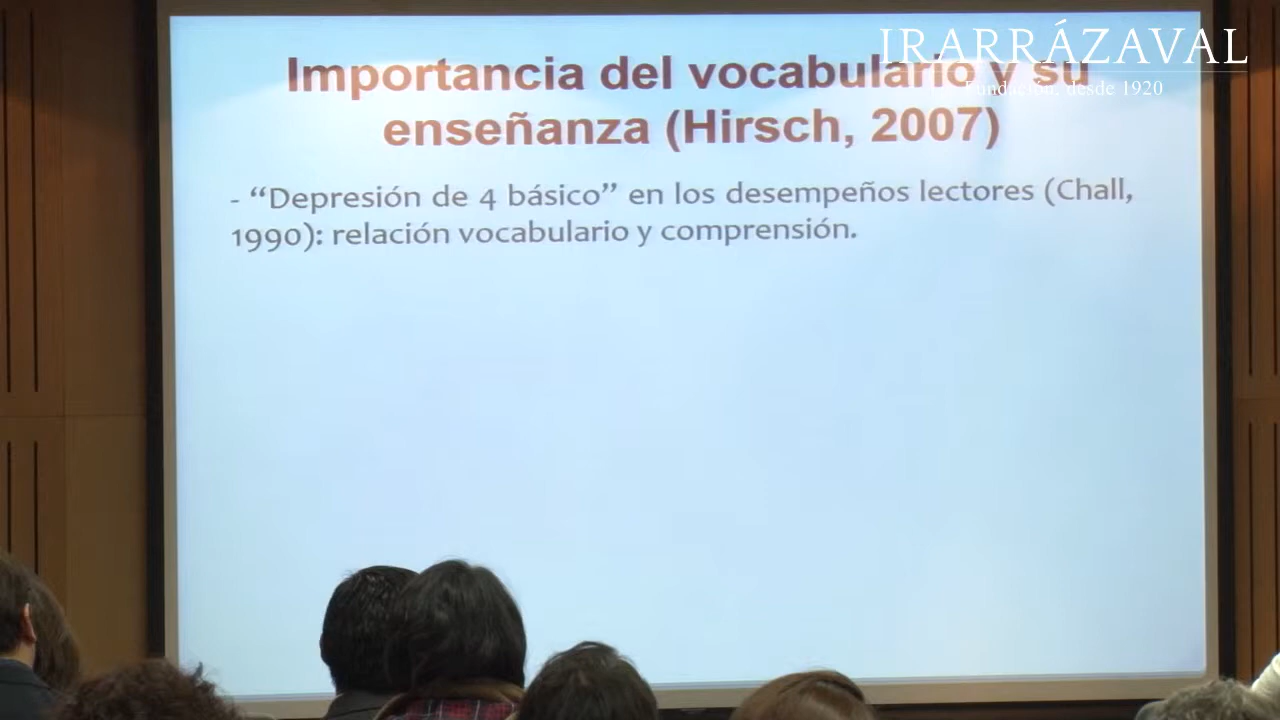 IRARRÁZAVAL
Fundación, desde 1920
Importancia del vocabulario y su
enseñanza (Hirsch, 2007)
- “Depresión de 4 básico” en los desempeños lectores (Chall,
1990): relación vocabulario y comprensión.